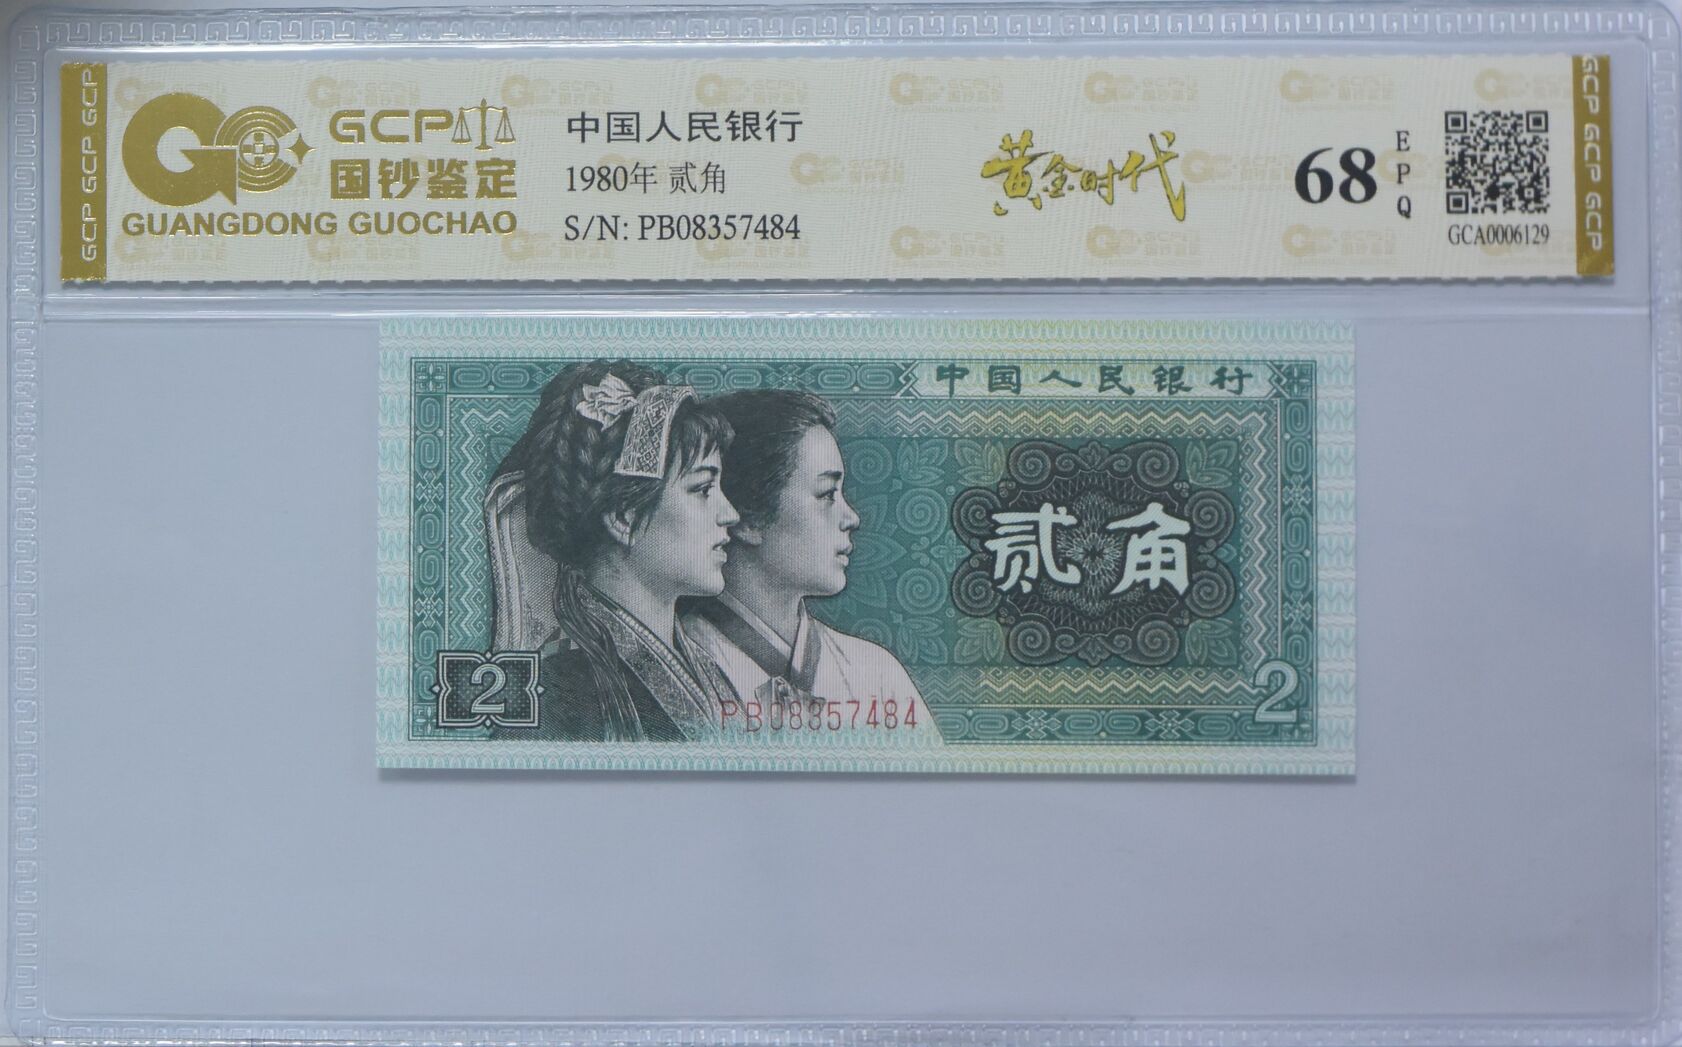 GCP GCP GCP
GCP
国钞鉴定
GUANGDONG GUOCHAO
中国人民银行
1980年 贰角
S/N: PB08357484
黄金时代
68
EPQ
GCA0006129
GCP GCP GCP
中国人民银行
贰角
2
2
PB08357484